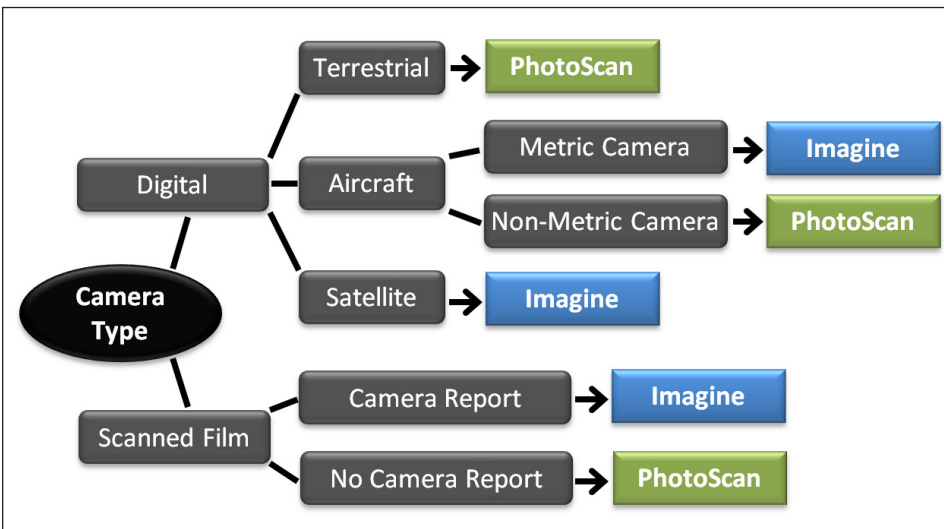 Terrestrial
PhotoScan
Metric Camera
Imagine
Digital
Aircraft
Non-Metric Camera
PhotoScan
Satellite
Imagine
Camera
Type
Camera Report
Imagine
Scanned Film
No Camera Report
PhotoScan